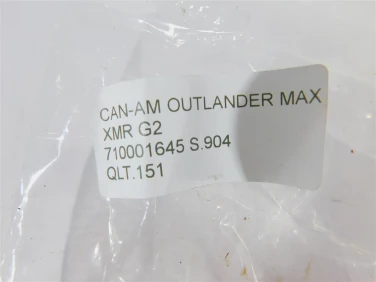 CAN-AM OUTLANDER MAX
XMR G2
710001645 S.904
QLT.151